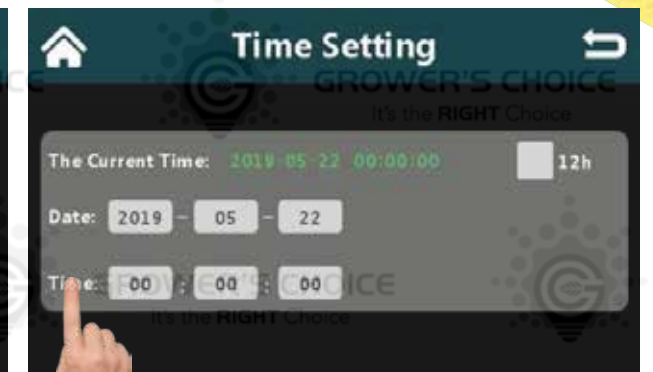 Time Setting
GROWER'S CHOICE
It's the RIGHT Choice
The Current Time: 2019-05-22 00:00:00 12h
Date: 2019 - 05 - 22
Time: 00 : 00 : 00
GROWER'S CHOICE
It's the RIGHT Choice